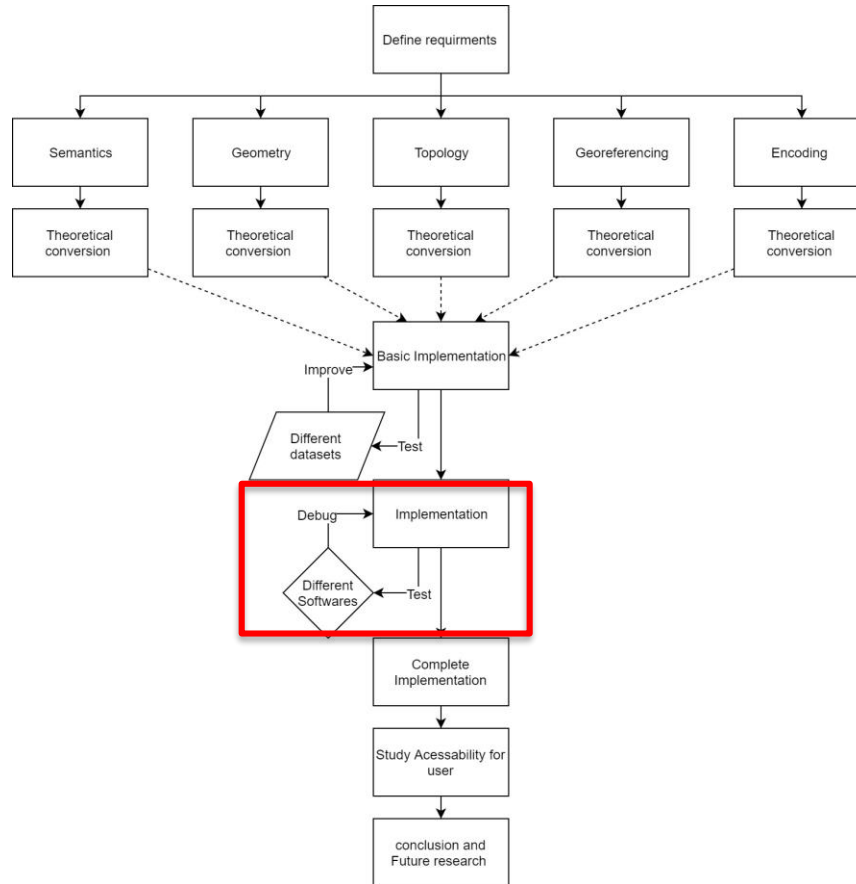 Define requirments
Semantics
Geometry
Topology
Georeferencing
Encoding
Theoretical
conversion
Theoretical
conversion
Theoretical
conversion
Theoretical
conversion
Theoretical
conversion
Basic Implementation
Improve
Different
datasets
Test
Implementation
Debug
Different
Softwares
Test
Complete
Implementation
Study Acessability for
user
conclusion and
Future research